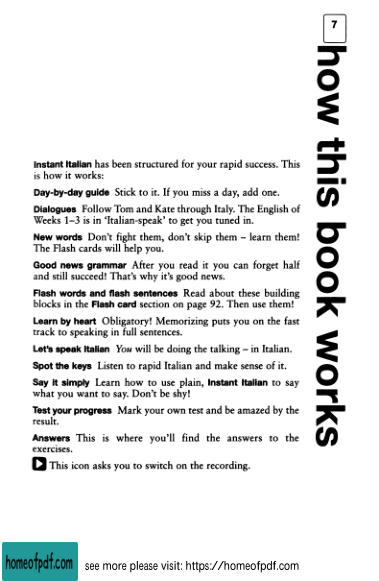 7
how this book works
Instant Italian has been structured for your rapid success. This
is how it works:
Day-by-day guide Stick to it. If you miss a day, add one.
Dialogues Follow Tom and Kate through Italy. The English of
Weeks 1–3 is in ‘Italian-speak’ to get you tuned in.
New words Don’t fight them, don’t skip them – learn them!
The Flash cards will help you.
Good news grammar After you read it you can forget half
and still succeed! That’s why it’s good news.
Flash words and flash sentences Read about these building
blocks in the Flash card section on page 92. Then use them!
Learn by heart Obligatory! Memorizing puts you on the fast
track to speaking in full sentences.
Let’s speak Italian You will be doing the talking – in Italian.
Spot the keys Listen to rapid Italian and make sense of it.
Say it simply Learn how to use plain, Instant Italian to say
what you want to say. Don’t be shy!
Test your progress Mark your own test and be amazed by the
result.
Answers This is where you’ll find the answers to the
exercises.
This icon asks you to switch on the recording.
homeofpdf.com
see more please visit: https://homeofpdf.com